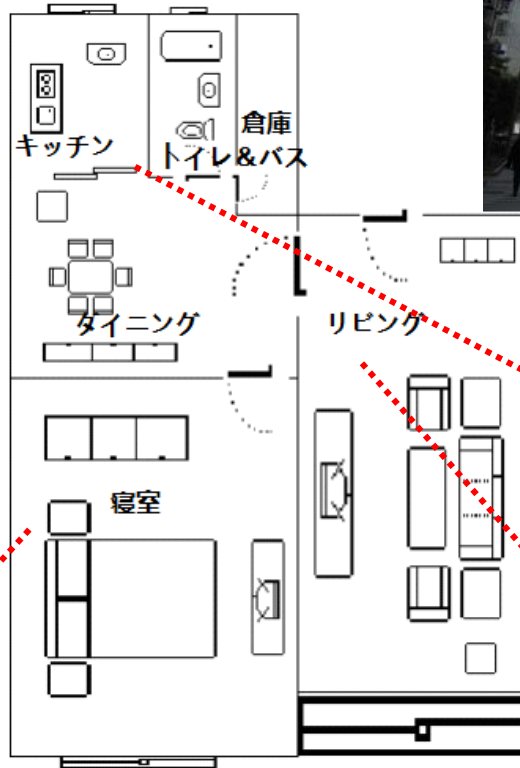 倉庫
キッチン
トイレ&バス
ダイニング
リビング
寝室